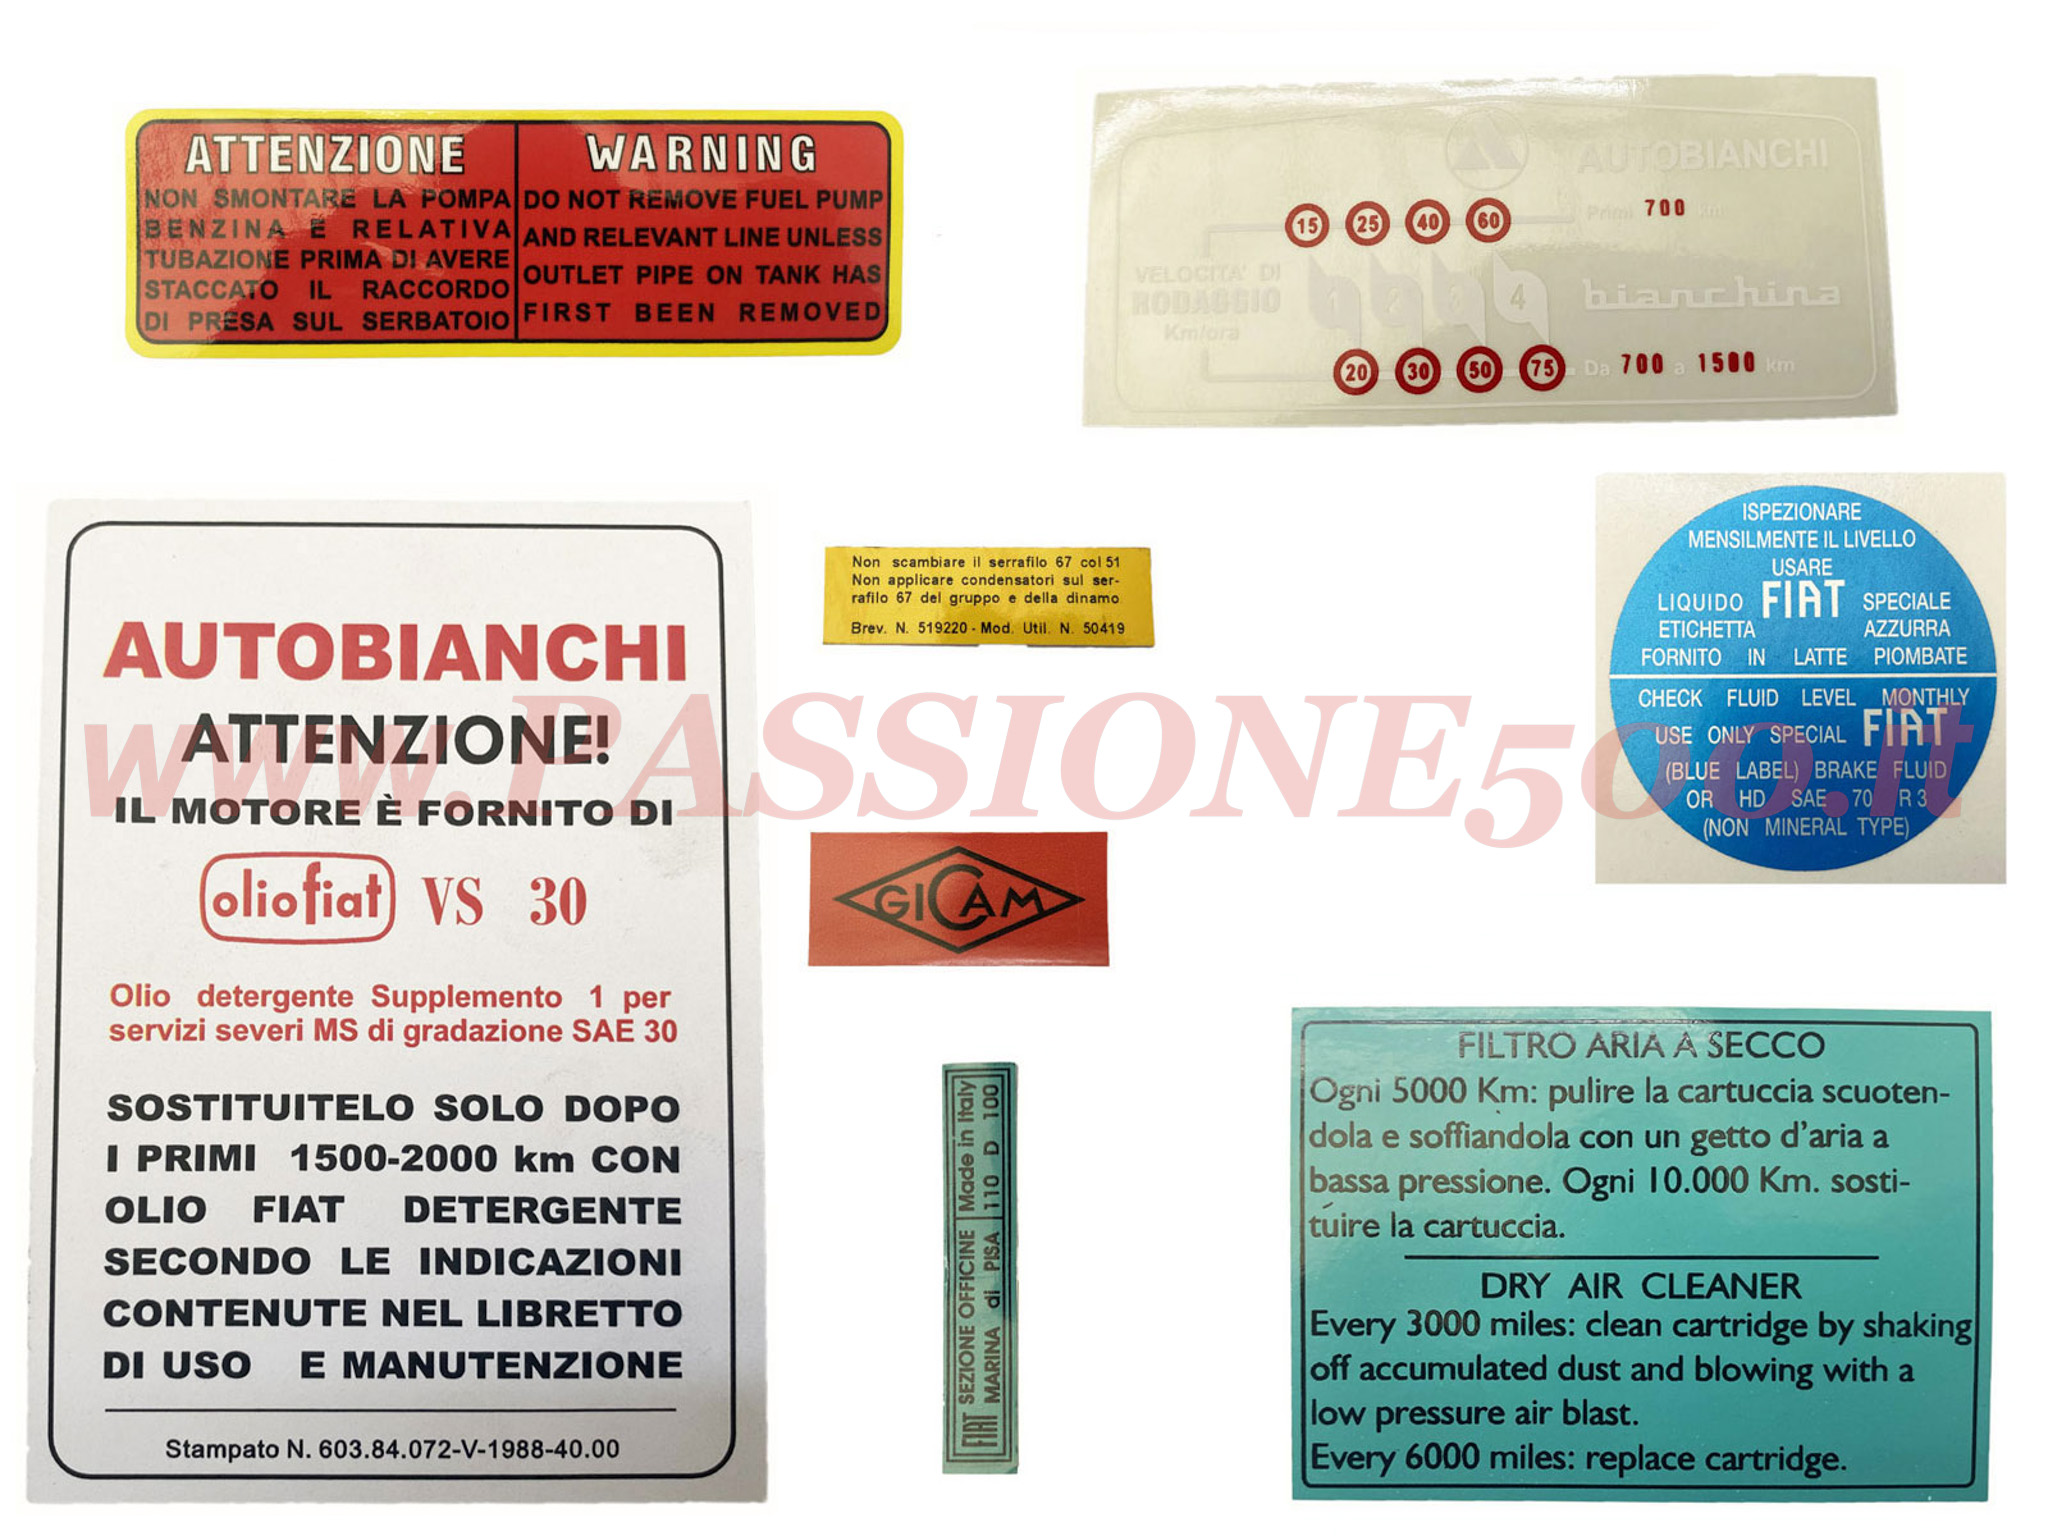 ATTENZIONE
NON SMONTARE LA POMPA
BENZINA E RELATIVA
TUBAZIONE PRIMA DI AVERE
STACCATO IL RACCORDO
DI PRESA SUL SERBATOIO
WARNING
DO NOT REMOVE FUEL PUMP
AND RELEVANT LINE UNLESS
OUTLET PIPE ON TANK HAS
FIRST BEEN REMOVED
AUTOBIANCHI
15 25 40 60 Primi 700 km
VELOCITA' DI
RODAGGIO
Km/ora
1 2 3 4
bianchina
20 30 50 75 Da 700 a 1500 km
AUTOBIANCHI
ATTENZIONE!
IL MOTORE È FORNITO DI
oliofiat VS 30
Olio detergente Supplemento 1 per
servizi severi MS di gradazione SAE 30
SOSTITUITELO SOLO DOPO
I PRIMI 1500-2000 km CON
OLIO FIAT DETERGENTE
SECONDO LE INDICAZIONI
CONTENUTE NEL LIBRETTO
DI USO E MANUTENZIONE
Stampato N. 603.84.072-V-1988-40.00
Non scambiare il serrafilo 67 col 51
Non applicare condensatori sul ser-
rafilo 67 del gruppo e della dinamo
Brev. N. 519220 - Mod. Util. N. 50419
ISPEZIONARE
MENSILMENTE IL LIVELLO
USARE
LIQUIDO FIAT SPECIALE
ETICHETTA AZZURRA
FORNITO IN LATTE PIOMBATE
CHECK FLUID LEVEL MONTHLY
USE ONLY SPECIAL FIAT
(BLUE LABEL) BRAKE FLUID
OR HD SAE 70 R 3
(NON MINERAL TYPE)
www.PASSIONE500.it
GICAM
FIAT SEZIONE OFFICINE Made in Italy
MARINA di PISA 110 D 100
FILTRO ARIA A SECCO
Ogni 5000 Km: pulire la cartuccia scuoten-
dola e soffiandola con un getto d'aria a
bassa pressione. Ogni 10.000 Km. sosti-
túire la cartuccia.
DRY AIR CLEANER
Every 3000 miles: clean cartridge by shaking
off accumulated dust and blowing with a
low pressure air blast.
Every 6000 miles: replace cartridge.